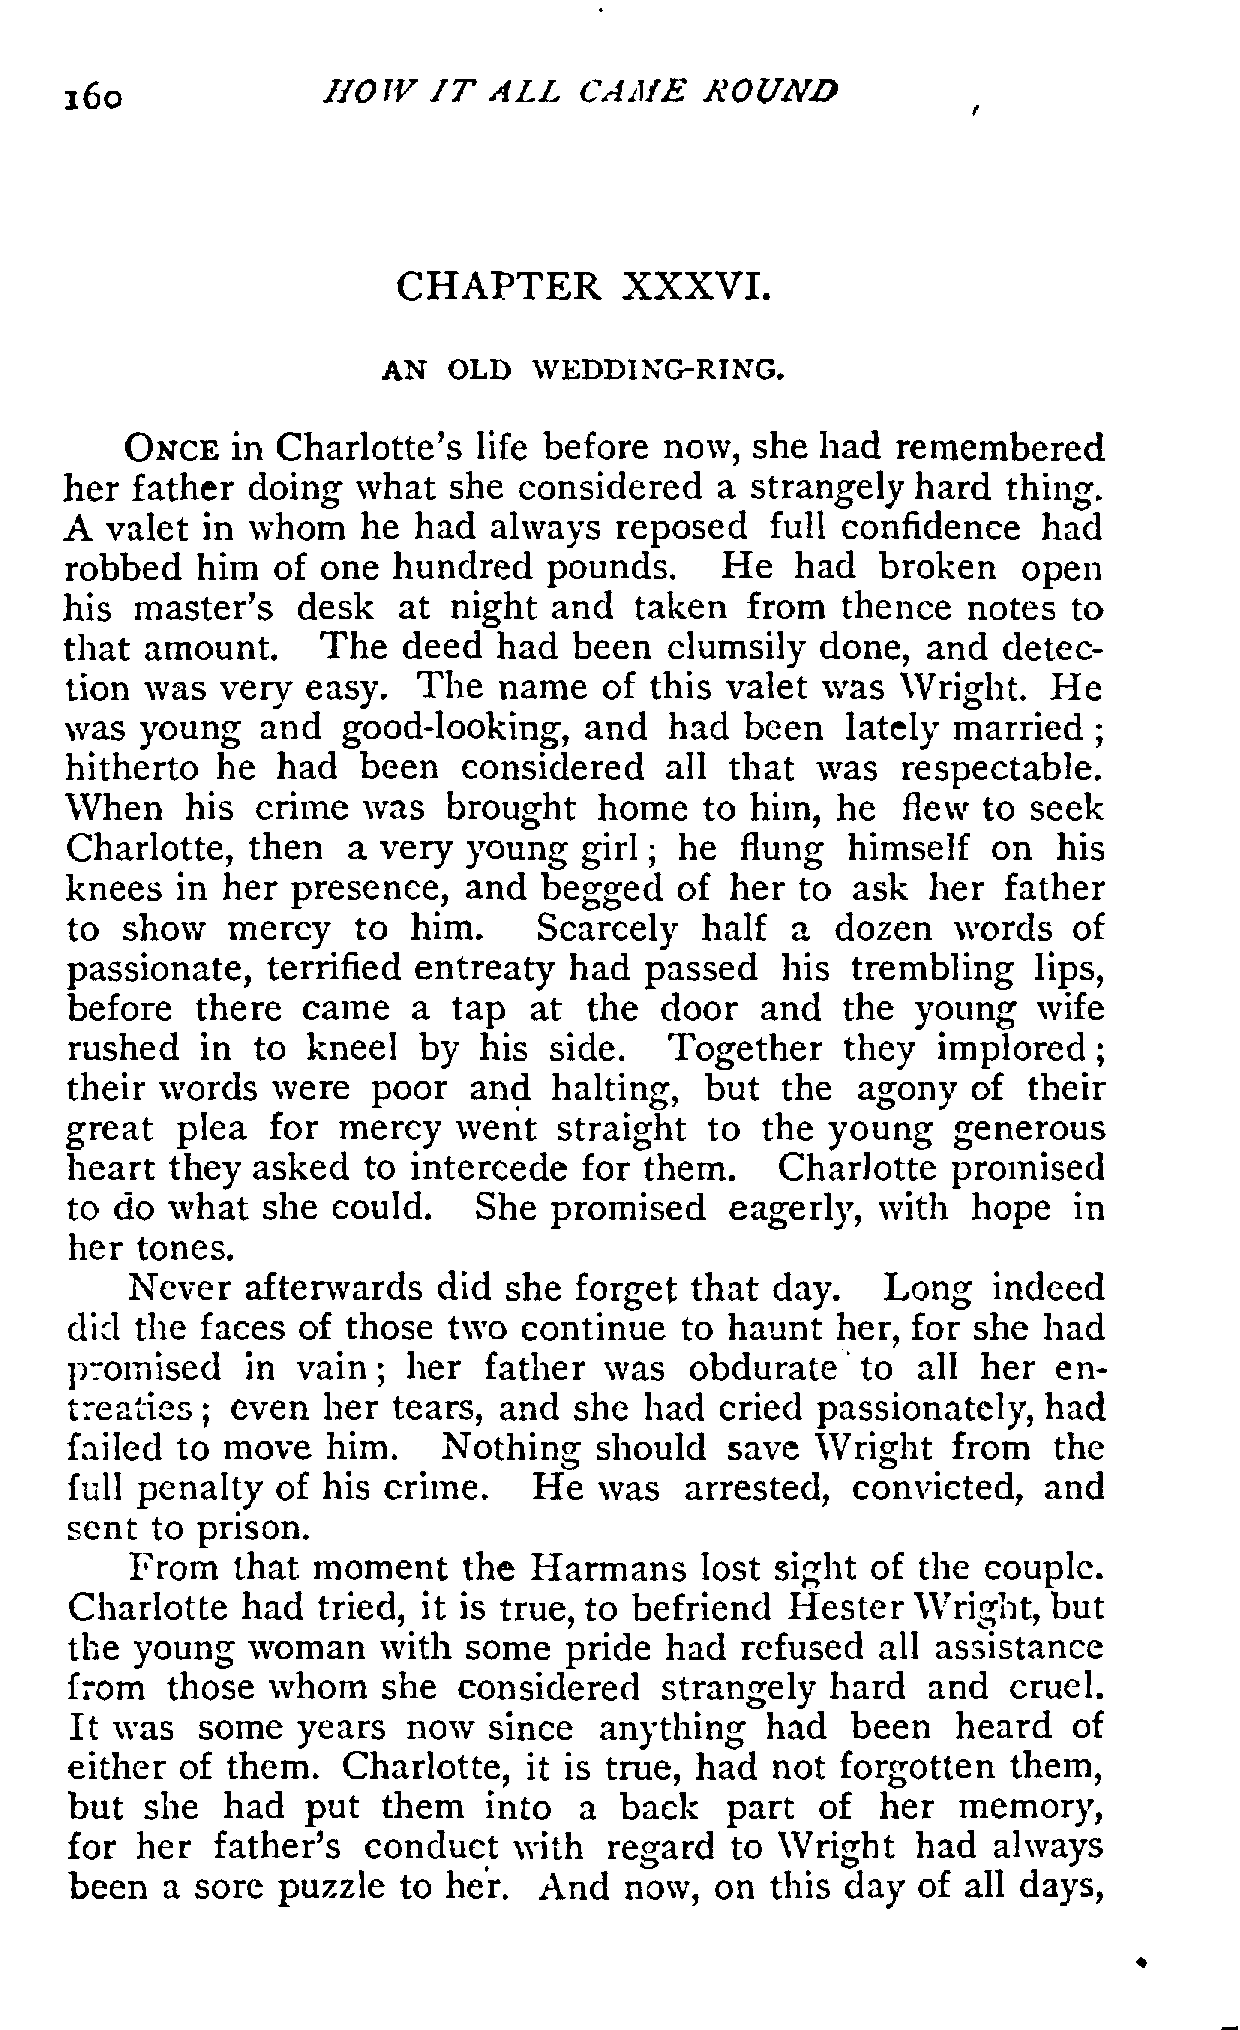 160 HOW IT ALL CAME ROUND
CHAPTER XXXVI.
AN OLD WEDDING-RING.
ONCE in Charlotte's life before now, she had remembered
her father doing what she considered a strangely hard thing.
A valet in whom he had always reposed full confidence had
robbed him of one hundred pounds. He had broken open
his master's desk at night and taken from thence notes to
that amount. The deed had been clumsily done, and detec-
tion was very easy. The name of this valet was Wright. He
was young and good-looking, and had been lately married ;
hitherto he had been considered all that was respectable.
When his crime was brought home to him, he flew to seek
Charlotte, then a very young girl ; he flung himself on his
knees in her presence, and begged of her to ask her father
to show mercy to him. Scarcely half a dozen words of
passionate, terrified entreaty had passed his trembling lips,
before there came a tap at the door and the young wife
rushed in to kneel by his side. Together they implored ;
their words were poor and halting, but the agony of their
great plea for mercy went straight to the young generous
heart they asked to intercede for them. Charlotte promised
to do what she could. She promised eagerly, with hope in
her tones.
Never afterwards did she forget that day. Long indeed
did the faces of those two continue to haunt her, for she had
promised in vain ; her father was obdurate to all her en-
treaties ; even her tears, and she had cried passionately, had
failed to move him. Nothing should save Wright from the
full penalty of his crime. He was arrested, convicted, and
sent to prison.
From that moment the Harmans lost sight of the couple.
Charlotte had tried, it is true, to befriend Hester Wright, but
the young woman with some pride had refused all assistance
from those whom she considered strangely hard and cruel.
It was some years now since anything had been heard of
either of them. Charlotte, it is true, had not forgotten them,
but she had put them into a back part of her memory,
for her father's conduct with regard to Wright had always
been a sore puzzle to her. And now, on this day of all days,